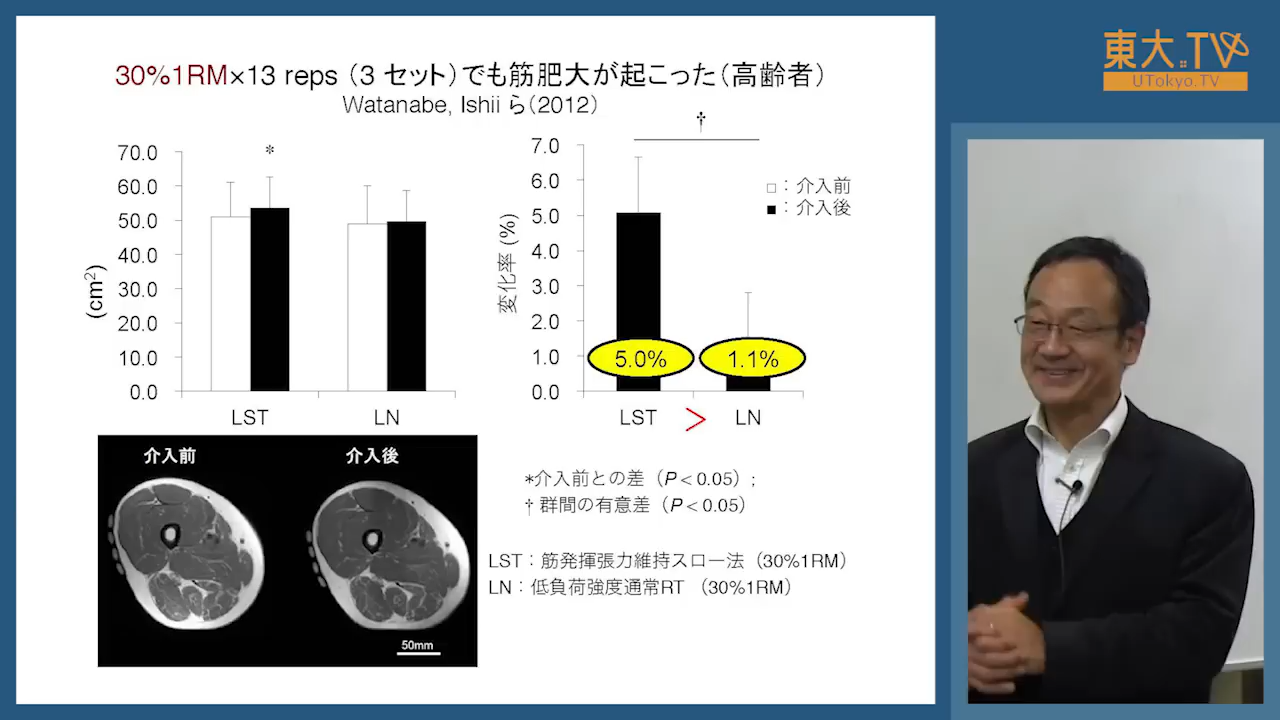 30%1RM×13 reps（3 セット）でも筋肥大が起こった（高齢者）
Watanabe, Ishii ら（2012）
東大.TV
UTokyo.TV
70.0
60.0
50.0
40.0
30.0
20.0
10.0
0.0
(cm²)
*
LST
LN
7.0
6.0
5.0
4.0
3.0
2.0
1.0
0.0
変化率 (%)
†
□：介入前
■：介入後
5.0%
1.1%
LST > LN
介入前
介入後
50mm
*介入前との差（P＜0.05）;
† 群間の有意差（P＜0.05）
LST：筋発揮張力維持スロー法（30%1RM）
LN：低負荷強度通常RT （30%1RM）